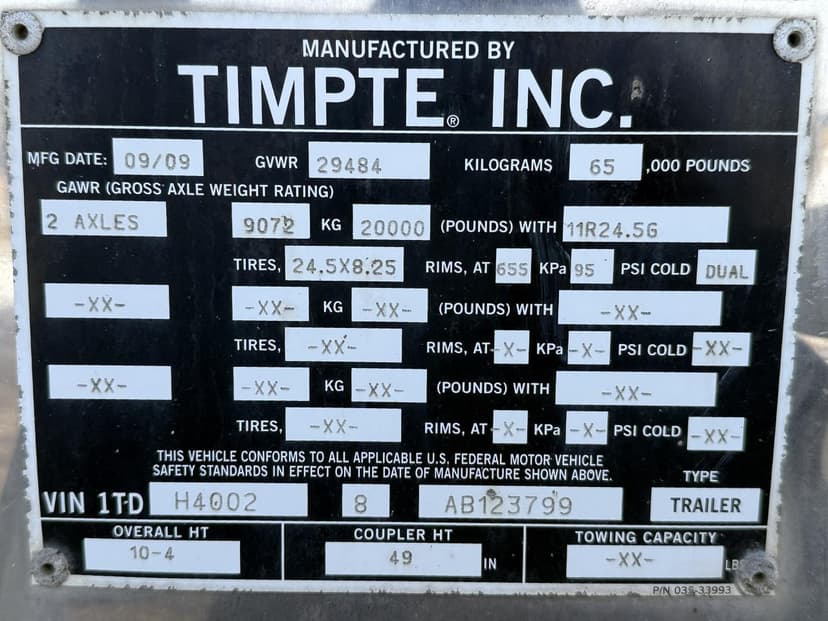 MANUFACTURED BY
TIMPTE® INC.
MFG DATE: 09/09 GVWR 29484 KILOGRAMS 65 ,000 POUNDS
GAWR (GROSS AXLE WEIGHT RATING)
2 AXLES 9072 KG 20000 (POUNDS) WITH 11R24.5G
TIRES, 24.5X8.25 RIMS, AT 655 KPa 95 PSI COLD DUAL
-XX- -XX- KG -XX- (POUNDS) WITH -XX-
TIRES, -XX- RIMS, AT -X- KPa -X- PSI COLD -XX-
-XX- -XX- KG -XX- (POUNDS) WITH -XX-
TIRES, -XX- RIMS, AT -X- KPa -X- PSI COLD -XX-
THIS VEHICLE CONFORMS TO ALL APPLICABLE U.S. FEDERAL MOTOR VEHICLE
SAFETY STANDARDS IN EFFECT ON THE DATE OF MANUFACTURE SHOWN ABOVE. TYPE
VIN 1TD H4002 8 AB123799 TRAILER
OVERALL HT COUPLER HT TOWING CAPACITY
10-4 49 IN -XX- LBS
P/N 035-33993